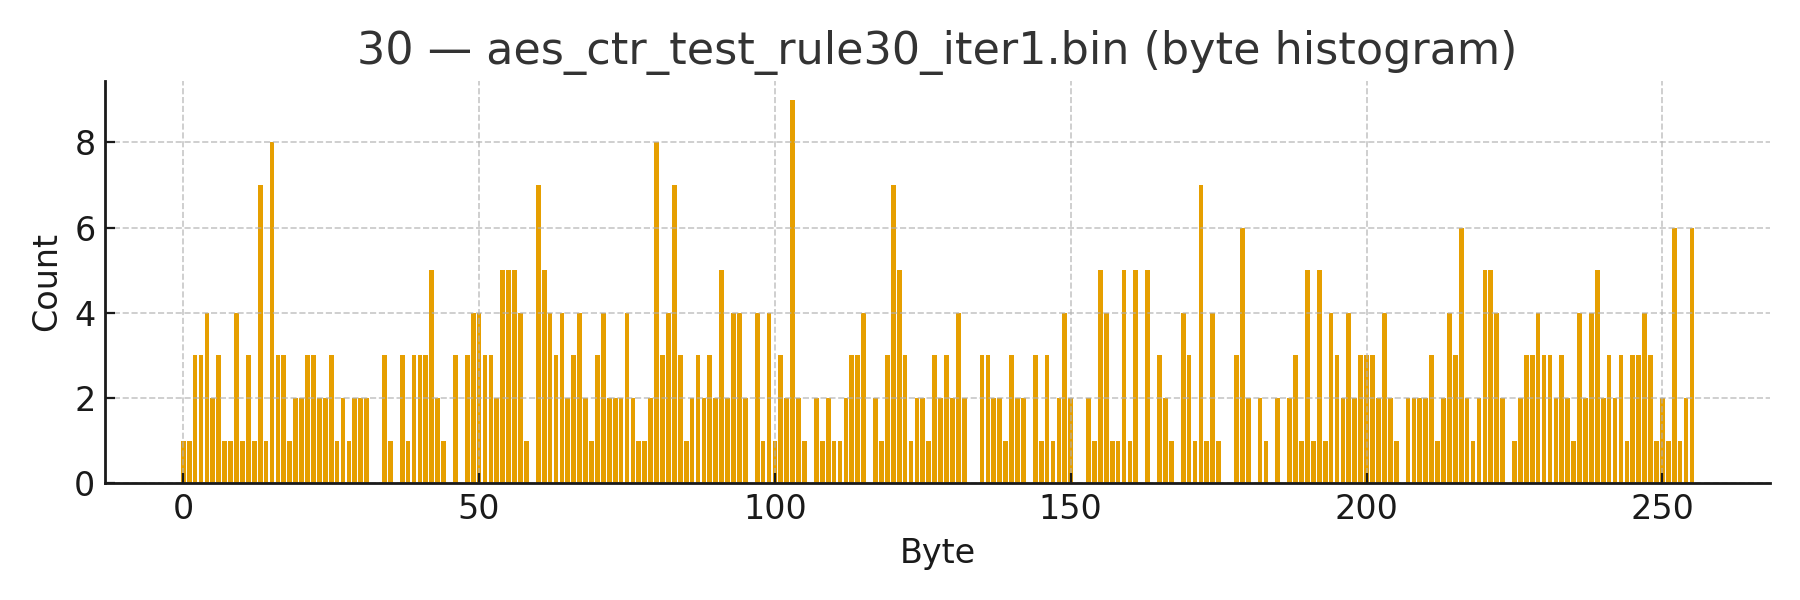 30 — aes_ctr_test_rule30_iter1.bin (byte histogram)
8
6
4
2
0
Count
0 50 100 150 200 250
Byte